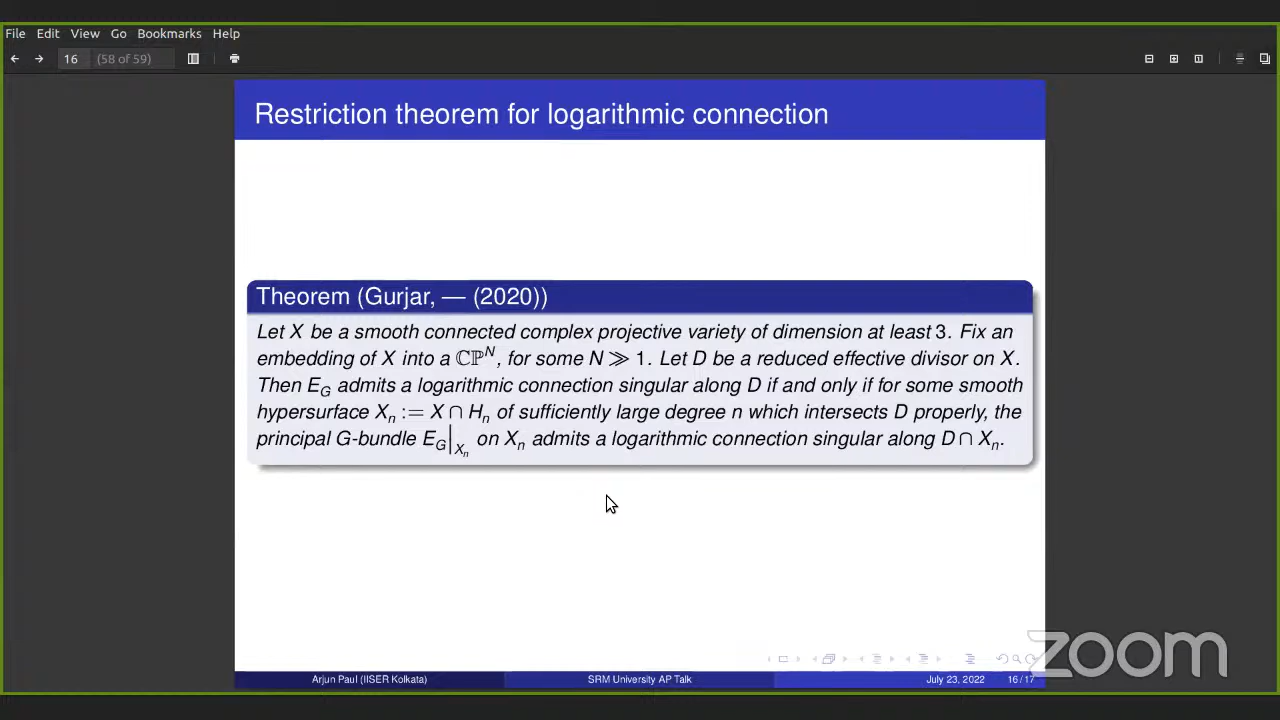 File Edit View Go Bookmarks Help
16 (58 of 59)
Restriction theorem for logarithmic connection
Theorem (Gurjar, — (2020))
Let X be a smooth connected complex projective variety of dimension at least 3. Fix an
embedding of X into a ℂℙ^N, for some N ≫ 1. Let D be a reduced effective divisor on X.
Then E_G admits a logarithmic connection singular along D if and only if for some smooth
hypersurface X_n := X ∩ H_n of sufficiently large degree n which intersects D properly, the
principal G-bundle E_G|_{X_n} on X_n admits a logarithmic connection singular along D ∩ X_n.
zoom
Arjun Paul (IISER Kolkata) SRM University AP Talk July 23, 2022 16 / 17